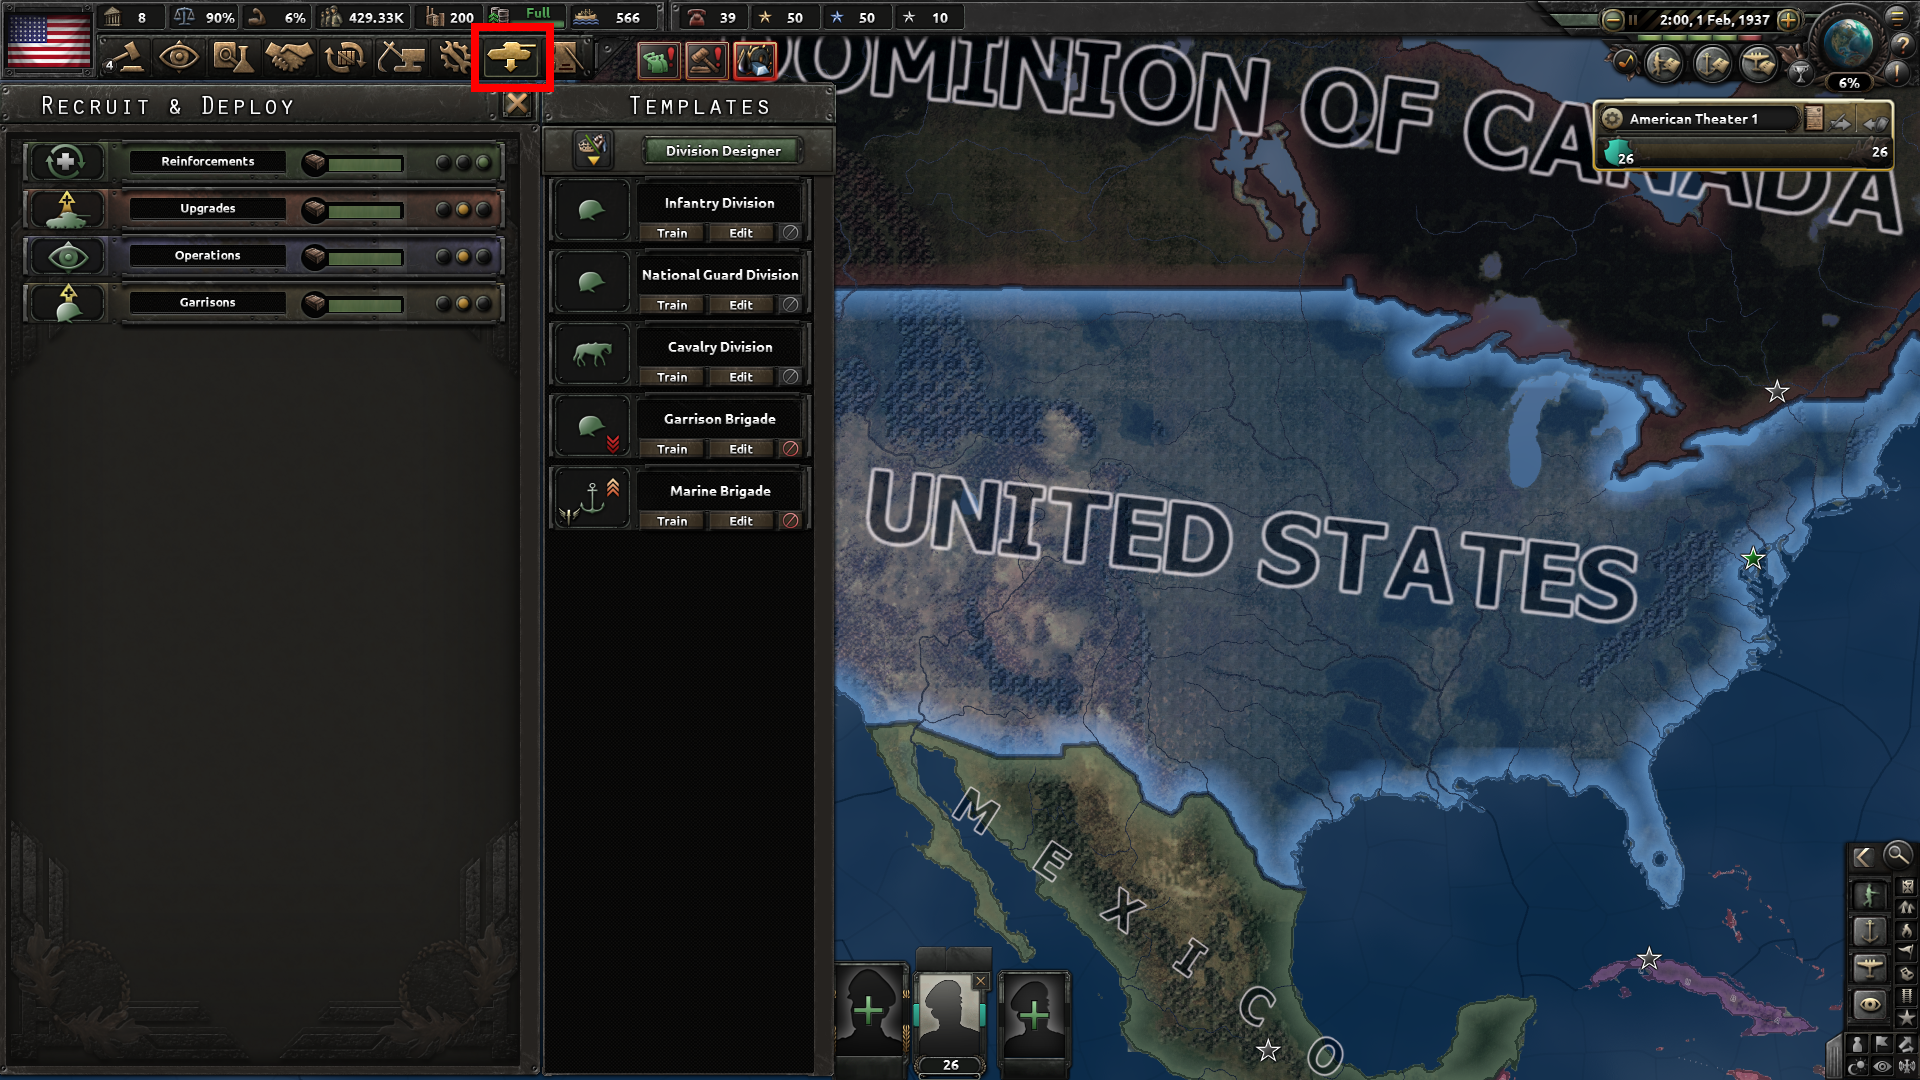 8 90% 6% 429.33K 200 Full 566 39 50 50 10
2:00, 1 Feb, 1937
4
6%
RECRUIT & DEPLOY
Reinforcements
Upgrades
Operations
Garrisons
TEMPLATES
Division Designer
Infantry Division
Train Edit
National Guard Division
Train Edit
Cavalry Division
Train Edit
Garrison Brigade
Train Edit
Marine Brigade
Train Edit
DOMINION OF CANADA
American Theater 1
26 26
UNITED STATES
MEXICO
26